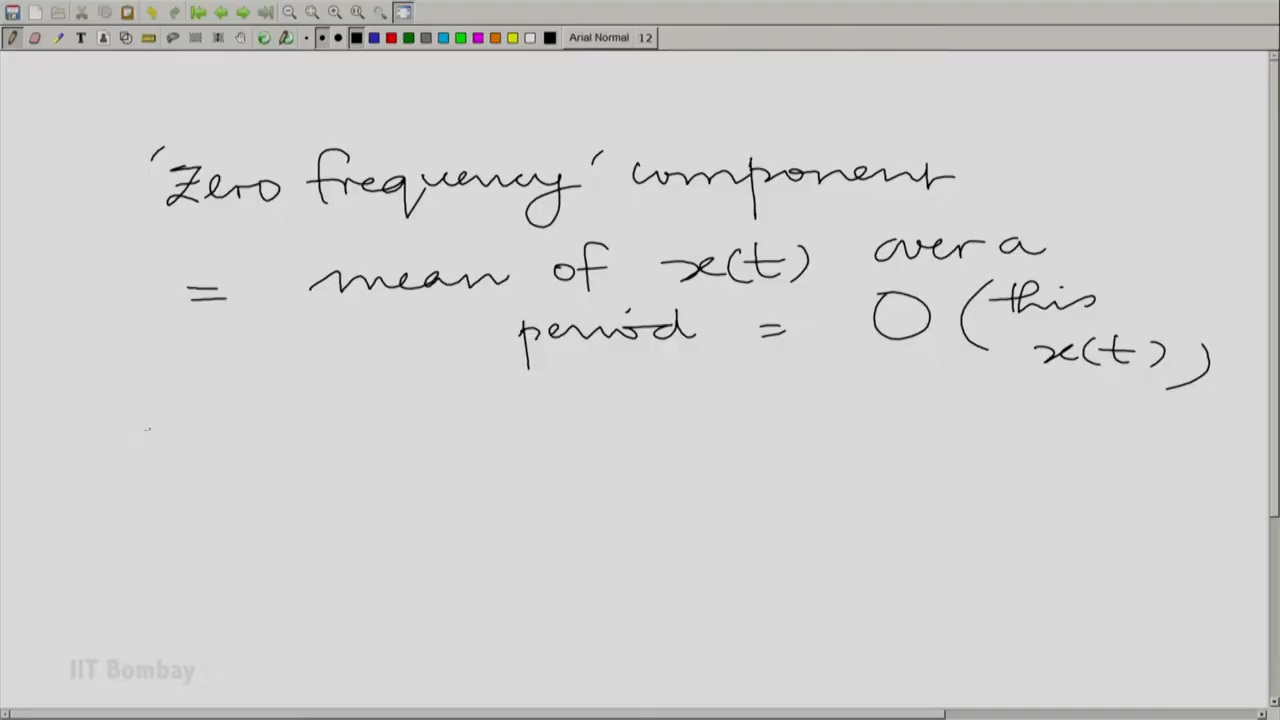 Arial Normal 12
'Zero frequency' component
= mean of x(t) over a
period = 0 (this
x(t))
IIT Bombay